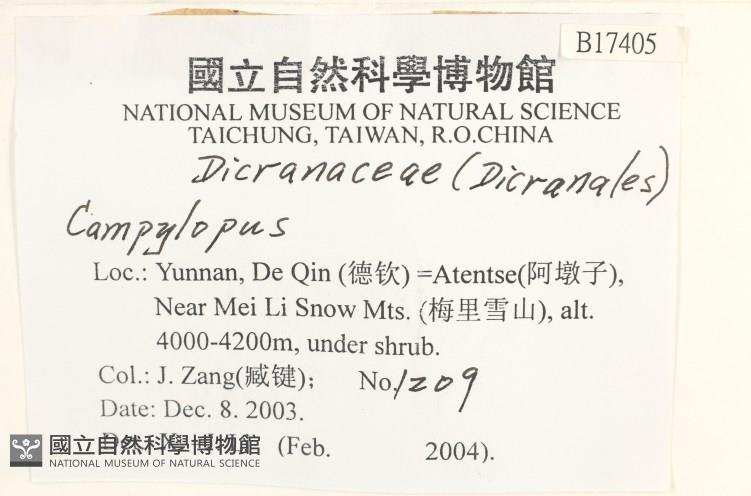 B17405
國立自然科學博物館
NATIONAL MUSEUM OF NATURAL SCIENCE
TAICHUNG, TAIWAN, R.O.CHINA
Dicranaceae (Dicranales)
Campylopus
Loc.: Yunnan, De Qin (德钦) =Atentse(阿墩子),
Near Mei Li Snow Mts. (梅里雪山), alt.
4000-4200m, under shrub.
Col.: J. Zang(臧键); No. 1209
Date: Dec. 8. 2003.
(Feb. 2004).
國立自然科學博物館
NATIONAL MUSEUM OF NATURAL SCIENCE